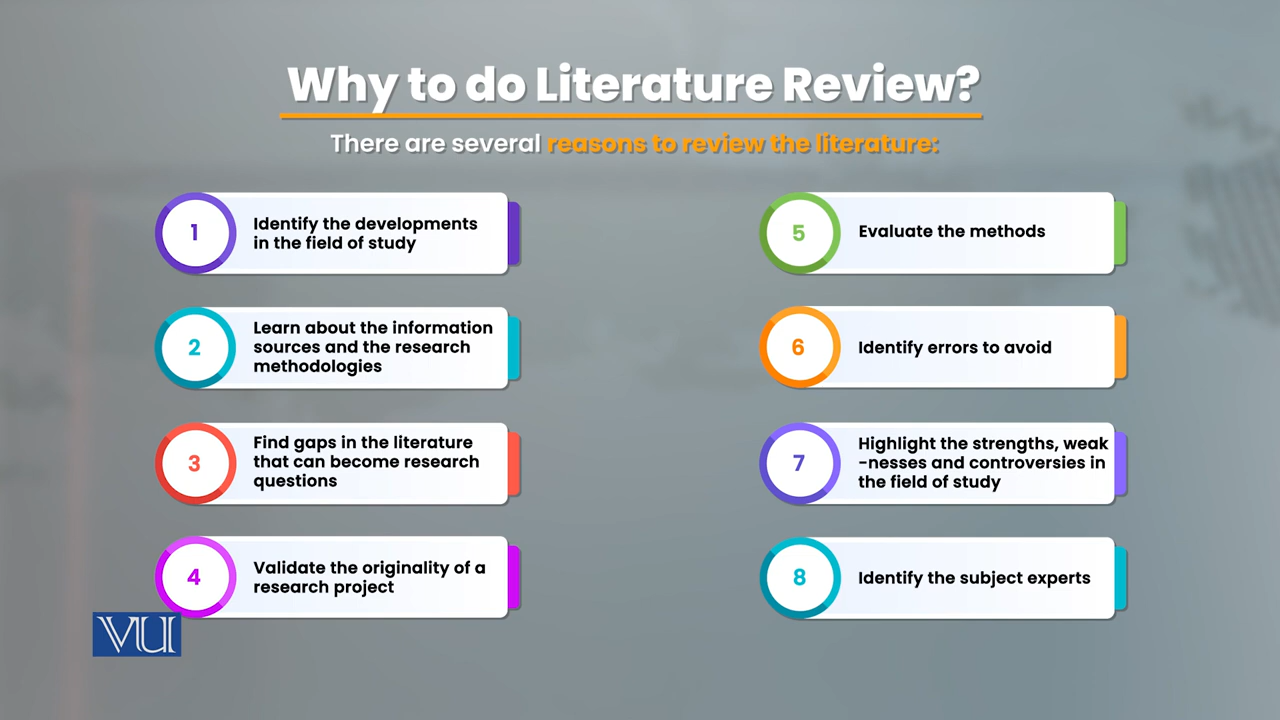 Why to do Literature Review?
There are several reasons to review the literature:
1
Identify the developments
in the field of study
2
Learn about the information
sources and the research
methodologies
3
Find gaps in the literature
that can become research
questions
4
Validate the originality of a
research project
5
Evaluate the methods
6
Identify errors to avoid
7
Highlight the strengths, weak
-nesses and controversies in
the field of study
8
Identify the subject experts
VU